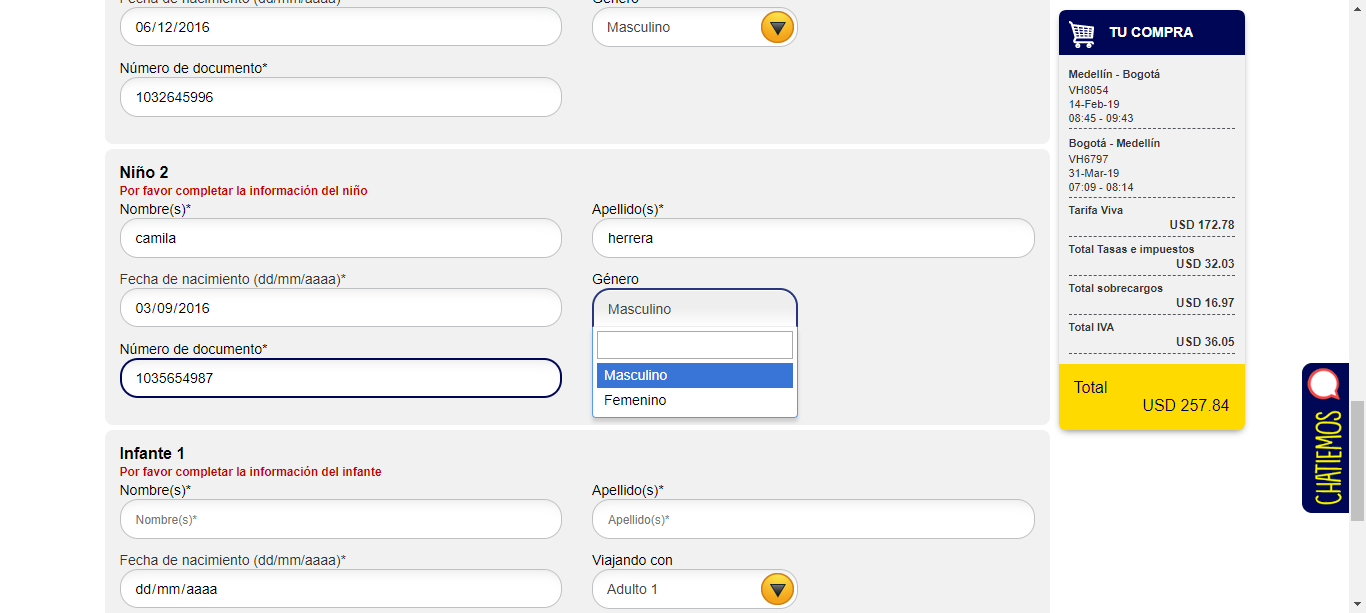 Fecha de nacimiento (dd/mm/aaaa)*
Género
06/12/2016
Masculino
Número de documento*
1032645996
Niño 2
Por favor completar la información del niño
Nombre(s)*
Apellido(s)*
camila
herrera
Fecha de nacimiento (dd/mm/aaaa)*
Género
03/09/2016
Masculino
Número de documento*
1035654987
Masculino
Femenino
Infante 1
Por favor completar la información del infante
Nombre(s)*
Apellido(s)*
Nombre(s)*
Apellido(s)*
Fecha de nacimiento (dd/mm/aaaa)*
Viajando con
dd/mm/aaaa
Adulto 1
TU COMPRA
Medellín - Bogotá
VH8054
14-Feb-19
08:45 - 09:43
Bogotá - Medellín
VH6797
31-Mar-19
07:09 - 08:14
Tarifa Viva
USD 172.78
Total Tasas e impuestos
USD 32.03
Total sobrecargos
USD 16.97
Total IVA
USD 36.05
Total
USD 257.84
CHATIEMOS